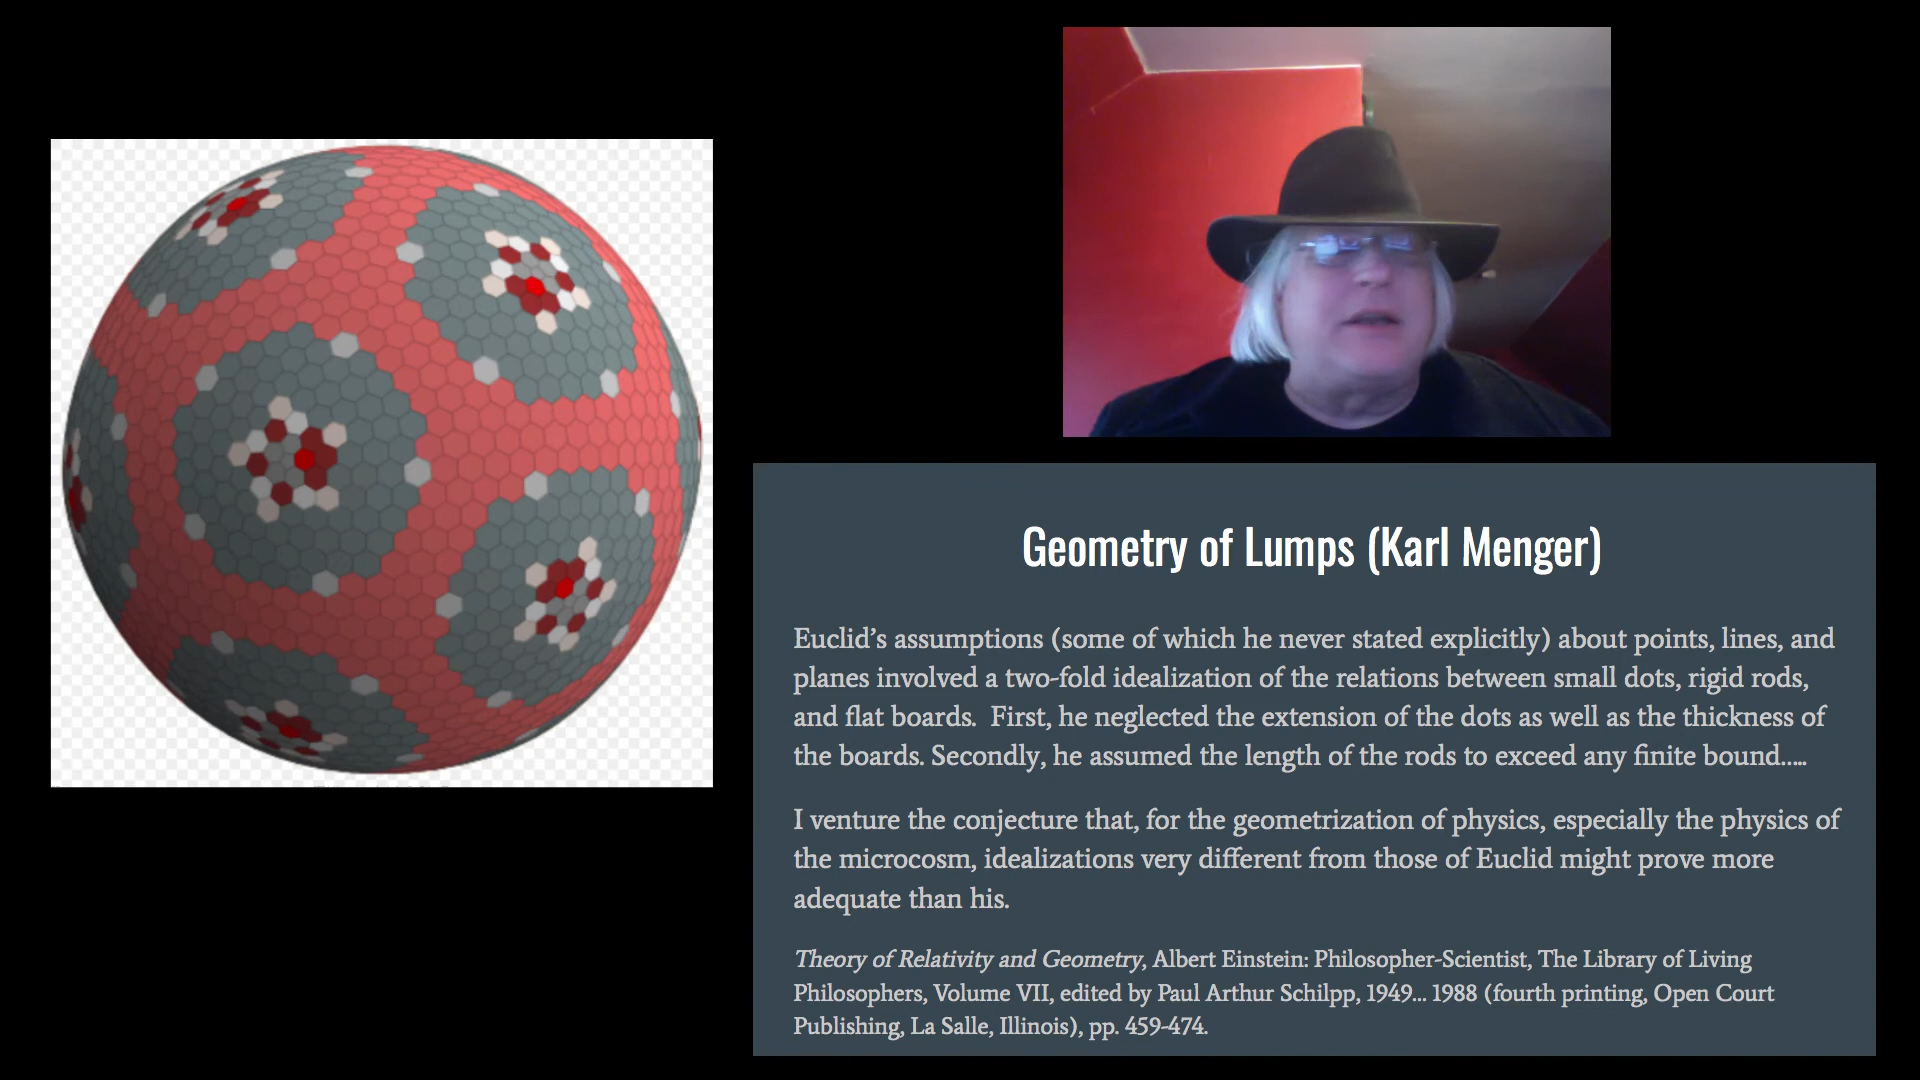 Geometry of Lumps (Karl Menger)
Euclid’s assumptions (some of which he never stated explicitly) about points, lines, and
planes involved a two-fold idealization of the relations between small dots, rigid rods,
and flat boards.  First, he neglected the extension of the dots as well as the thickness of
the boards. Secondly, he assumed the length of the rods to exceed any finite bound.....
I venture the conjecture that, for the geometrization of physics, especially the physics of
the microcosm, idealizations very different from those of Euclid might prove more
adequate than his.
Theory of Relativity and Geometry, Albert Einstein: Philosopher-Scientist, The Library of Living
Philosophers, Volume VII, edited by Paul Arthur Schilpp, 1949... 1988 (fourth printing, Open Court
Publishing, La Salle, Illinois), pp. 459-474.